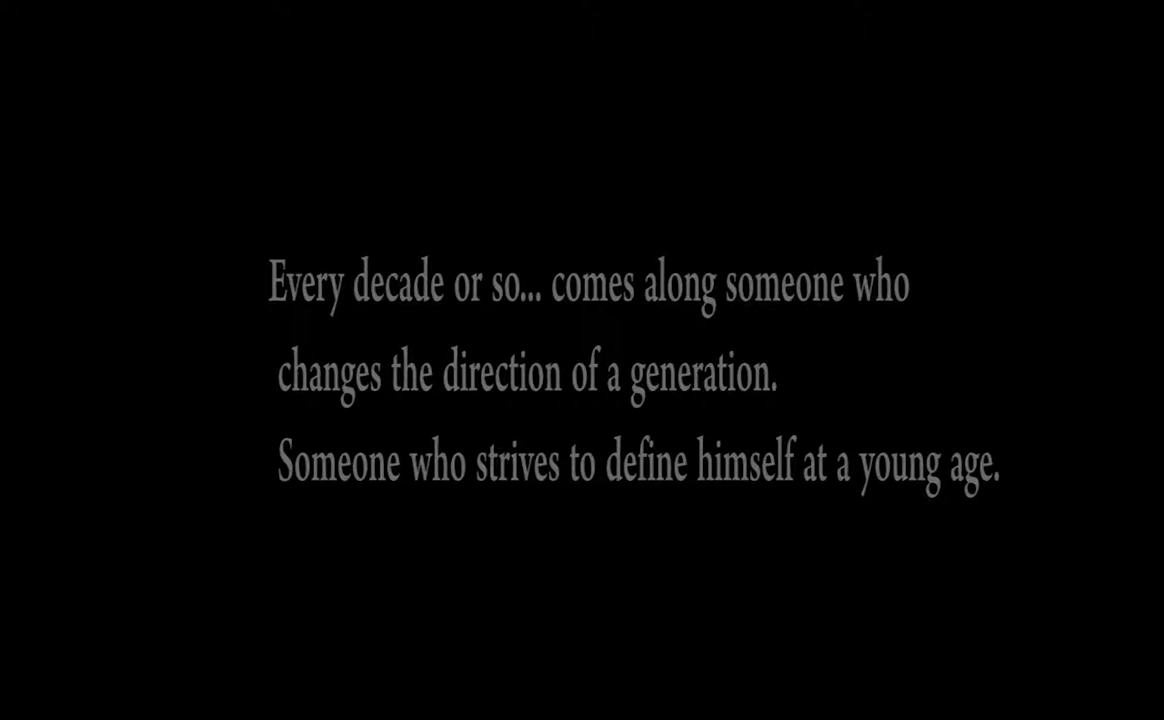 Every decade or so... comes along someone who
changes the direction of a generation.
Someone who strives to define himself at a young age.